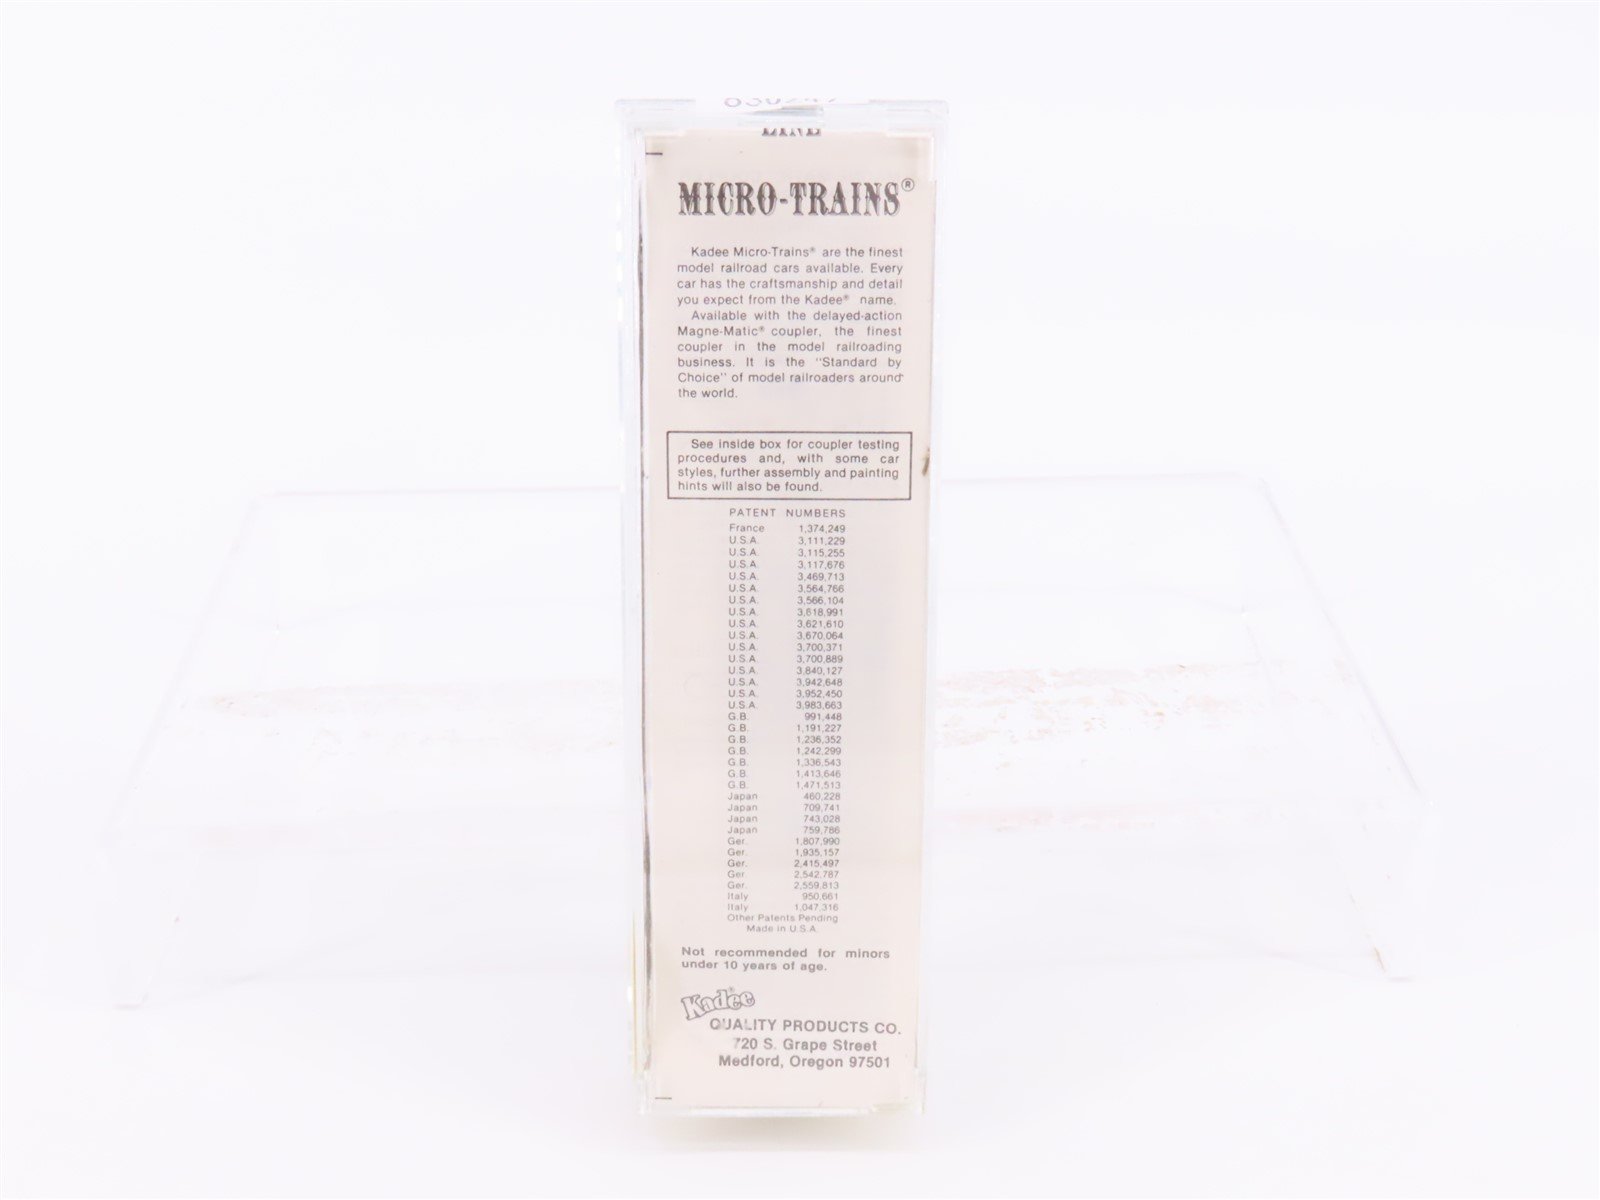 LINE
MICRO-TRAINS®
Kadee Micro-Trains® are the finest
model railroad cars available. Every
car has the craftsmanship and detail
you expect from the Kadee® name.
Available with the delayed-action
Magne-Matic® coupler, the finest
coupler in the model railroading
business. It is the "Standard by
Choice" of model railroaders around
the world.
See inside box for coupler testing
procedures and, with some car
styles, further assembly and painting
hints will also be found.
PATENT NUMBERS
France 1,374,249
U.S.A. 3,111,229
U.S.A. 3,115,255
U.S.A. 3,117,676
U.S.A. 3,469,713
U.S.A. 3,564,766
U.S.A. 3,566,104
U.S.A. 3,618,991
U.S.A. 3,621,610
U.S.A. 3,670,064
U.S.A. 3,700,371
U.S.A. 3,700,889
U.S.A. 3,840,127
U.S.A. 3,942,648
U.S.A. 3,952,450
U.S.A. 3,983,663
G.B. 991,448
G.B. 1,191,227
G.B. 1,236,352
G.B. 1,242,299
G.B. 1,336,543
G.B. 1,413,646
G.B. 1,471,513
Japan 460,228
Japan 709,741
Japan 743,028
Japan 759,786
Ger. 1,807,990
Ger. 1,935,157
Ger. 2,415,497
Ger. 2,542,787
Ger. 2,559,813
Italy 950,661
Italy 1,047,316
Other Patents Pending
Made in U.S.A.
Not recommended for minors
under 10 years of age.
Kadee®
QUALITY PRODUCTS CO.
720 S. Grape Street
Medford, Oregon 97501